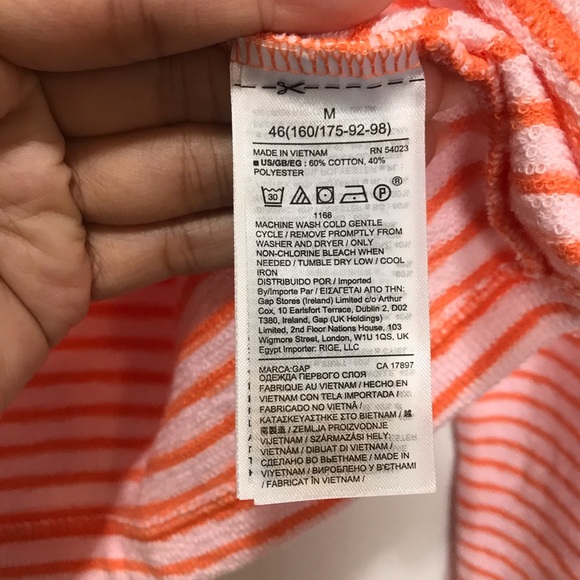 M
46(160/175-92-98)
MADE IN VIETNAM RN 54023
■ US/GB/EG : 60% COTTON, 40%
POLYESTER
30
P
®
1168
MACHINE WASH COLD GENTLE
CYCLE / REMOVE PROMPTLY FROM
WASHER AND DRYER / ONLY
NON-CHLORINE BLEACH WHEN
NEEDED / TUMBLE DRY LOW / COOL
IRON
DISTRIBUIDO POR / Imported
By/Importe Par / ΕΙΣΑΓΕΤΑΙ ΑΠΟ ΤΗΝ:
Gap Stores (Ireland) Limited c/o Arthur
Cox, 10 Earlsfort Terrace, Dublin 2, D02
T380, Ireland, Gap (UK Holdings)
Limited, 2nd Floor Nations House, 103
Wigmore Street, London, W1U 1QS, UK
Egypt Importer: RIGE, LLC
MARCA:GAP CA 17897
ОДЕЖДА ПЕРВОГО СЛОЯ
FABRIQUE AU VIETNAM / HECHO EN
VIETNAM CON TELA IMPORTADA /
FABRICADO NO VIETNÃ /
ΚΑΤΑΣΚΕΥΑΣΤΗΚΕ ΣΤΟ ΒΙΕΤΝΑΜ / 越
南製造 / ZEMLJA PROIZVODNJE
VIJETNAM / SZÁRMAZÁSI HELY:
VIETNÁM / DIBUAT DI VIETNAM /
СДЕЛАНО ВО ВЬЕТНАМЕ / MADE IN
VIYETNAM / ВИРОБЛЕНО У В'ЄТНАМІ
/ FABRICAT ÎN VIETNAM /